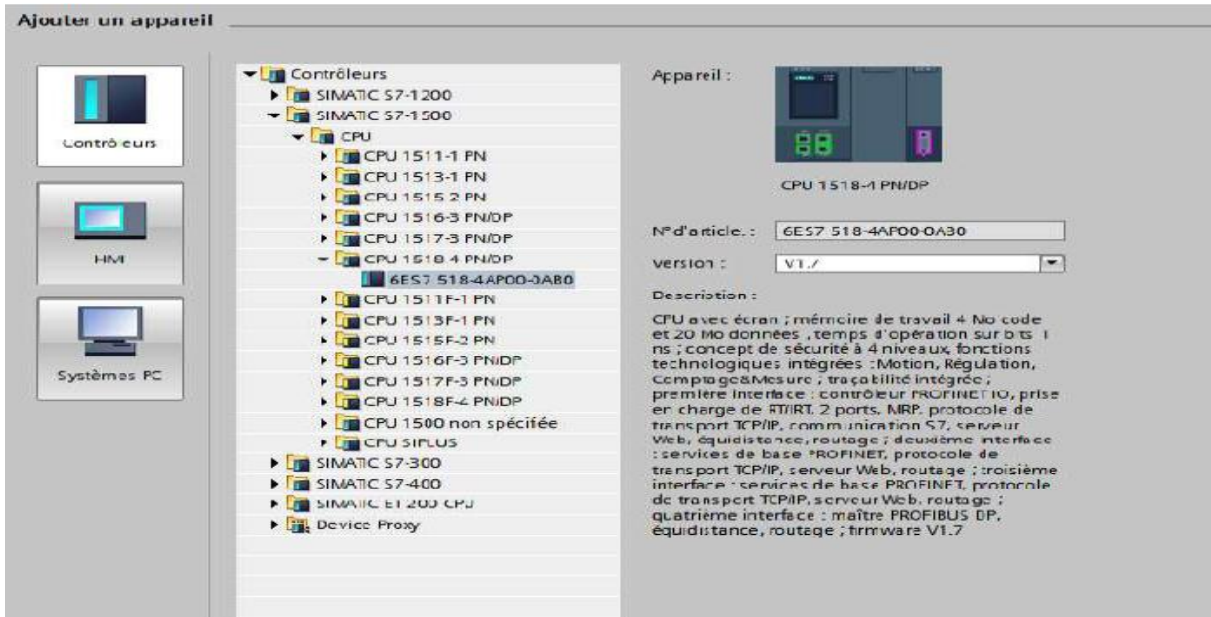 Ajouter un appareil
Contrôleurs
HMI
Systèmes PC
Contrôleurs
SIMATIC S7-1200
SIMATIC S7-1500
CPU
CPU 1511-1 PN
CPU 1513-1 PN
CPU 1515-2 PN
CPU 1516-3 PN/DP
CPU 1517-3 PN/DP
CPU 1518-4 PN/DP
6ES7 518-4AP00-0AB0
CPU 1511F-1 PN
CPU 1513F-1 PN
CPU 1515F-2 PN
CPU 1516F-3 PN/DP
CPU 1517F-3 PN/DP
CPU 1518F-4 PN/DP
CPU 1500 non spécifée
CPU SIPLUS
SIMATIC S7-300
SIMATIC S7-400
SIMATIC ET 200 CPU
Device Proxy
Appareil :
CPU 1518-4 PN/DP
N° d'article. : 6ES7 518-4AP00-0AB0
Version : V1.7
Description :
CPU avec écran ; mémoire de travail 4 Mo code
et 20 Mo données ; temps d'opération sur bits 1
ns ; concept de sécurité à 4 niveaux, fonctions
technologiques intégrées : Motion, Régulation,
Comptage&Mesure ; traçabilité intégrée ;
première interface : contrôleur PROFINET IO, prise
en charge de RT/IRT, 2 ports, MRP, protocole de
transport TCP/IP, communication S7, serveur
Web, équidistance, routage ; deuxième interface
: services de base PROFINET, protocole de
transport TCP/IP, serveur Web, routage ; troisième
interface : services de base PROFINET, protocole
de transport TCP/IP, serveur Web, routage ;
quatrième interface : maître PROFIBUS DP,
équidistance, routage ; firmware V1.7